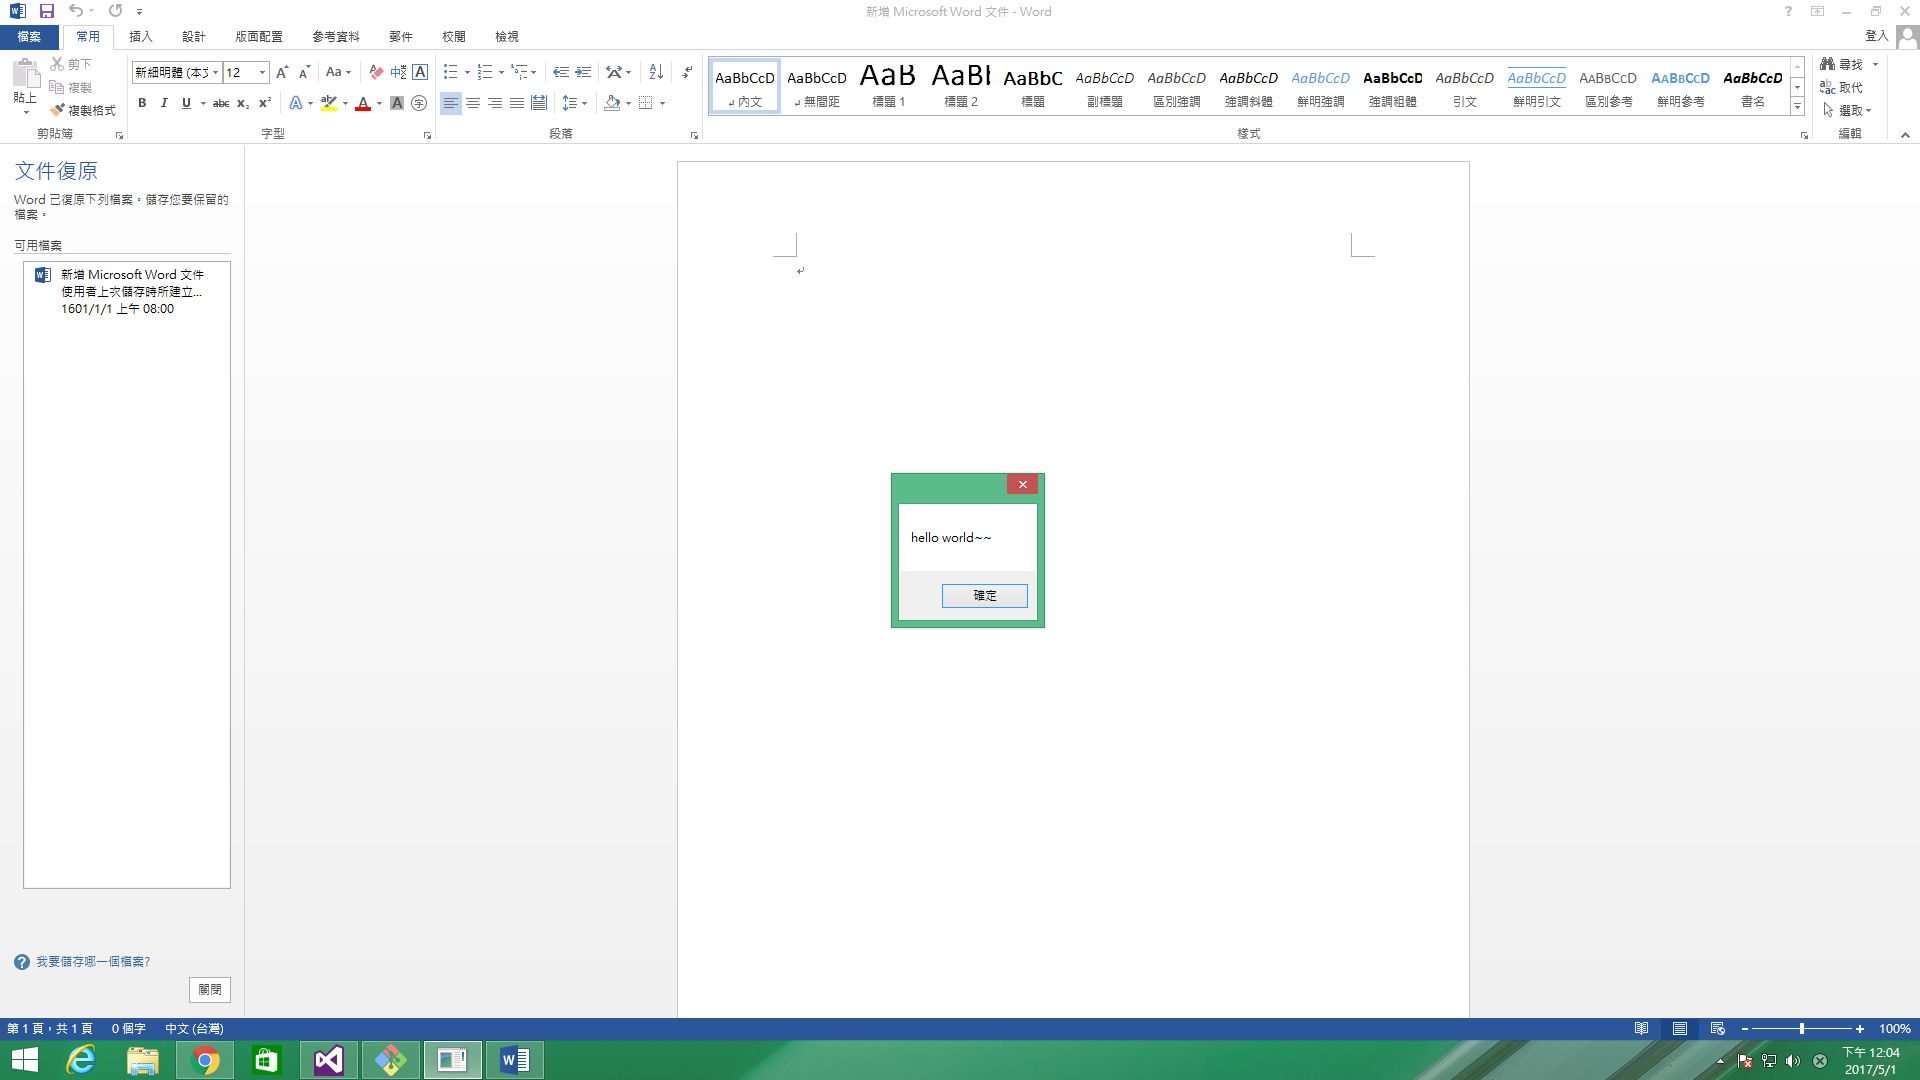 新增 Microsoft Word 文件 - Word
檔案 常用 插入 設計 版面配置 參考資料 郵件 校閱 檢視 登入
貼上 剪下 複製 複製格式 剪貼簿
新細明體 (本文 12 字型
段落
AaBbCcD AaBbCcD AaB AaBl AaBbC AaBbCcD AaBbCcD AaBbCcD AaBbCcD AaBbCcD AaBbCcD AaBbCcD AaBbCcD AaBbCcD AaBbCcD
內文 無間距 標題 1 標題 2 標題 副標題 區別強調 強調斜體 鮮明強調 強調粗體 引文 鮮明引文 區別參考 鮮明參考 書名
樣式
尋找
取代
選取
編輯
文件復原
Word 已復原下列檔案。儲存您要保留的
檔案。
可用檔案
新增 Microsoft Word 文件
使用者上次儲存時所建立...
1601/1/1 上午 08:00
hello world~~
確定
我要儲存哪一個檔案?
關閉
第 1 頁，共 1 頁 0 個字 中文 (台灣) 100%
下午 12:04
2017/5/1